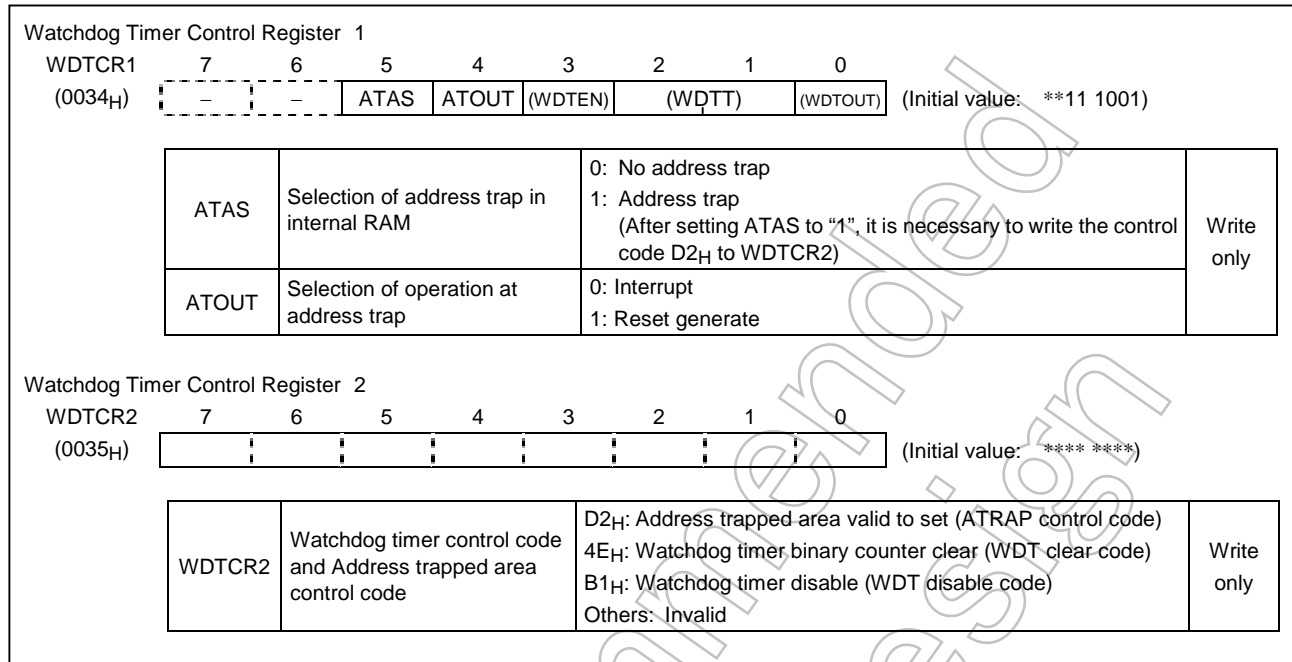 Watchdog Timer Control Register 1
WDTCR1 7 6 5 4 3 2 1 0
(0034H) – – ATAS ATOUT (WDTEN) (WDTT) (WDTOUT) (Initial value: **11 1001)
ATAS Selection of address trap in internal RAM
0: No address trap
1: Address trap
(After setting ATAS to “1”, it is necessary to write the control
code D2H to WDTCR2)
Write
only
ATOUT Selection of operation at address trap
0: Interrupt
1: Reset generate
Watchdog Timer Control Register 2
WDTCR2 7 6 5 4 3 2 1 0
(0035H) (Initial value: **** ****)
WDTCR2
Watchdog timer control code
and Address trapped area
control code
D2H: Address trapped area valid to set (ATRAP control code)
4EH: Watchdog timer binary counter clear (WDT clear code)
B1H: Watchdog timer disable (WDT disable code)
Others: Invalid
Write
only
mmended
esign